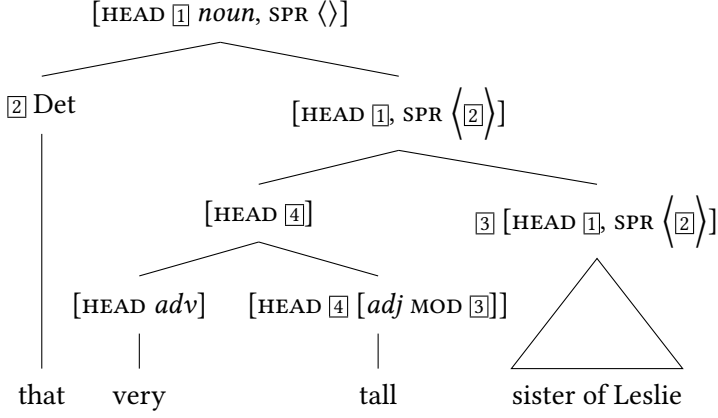 [HEAD 1 noun, SPR ⟨⟩]
2 Det
[HEAD 1, SPR ⟨2⟩]
[HEAD 4]
3 [HEAD 1, SPR ⟨2⟩]
[HEAD adv]
[HEAD 4 [adj MOD 3]]
that very tall sister of Leslie